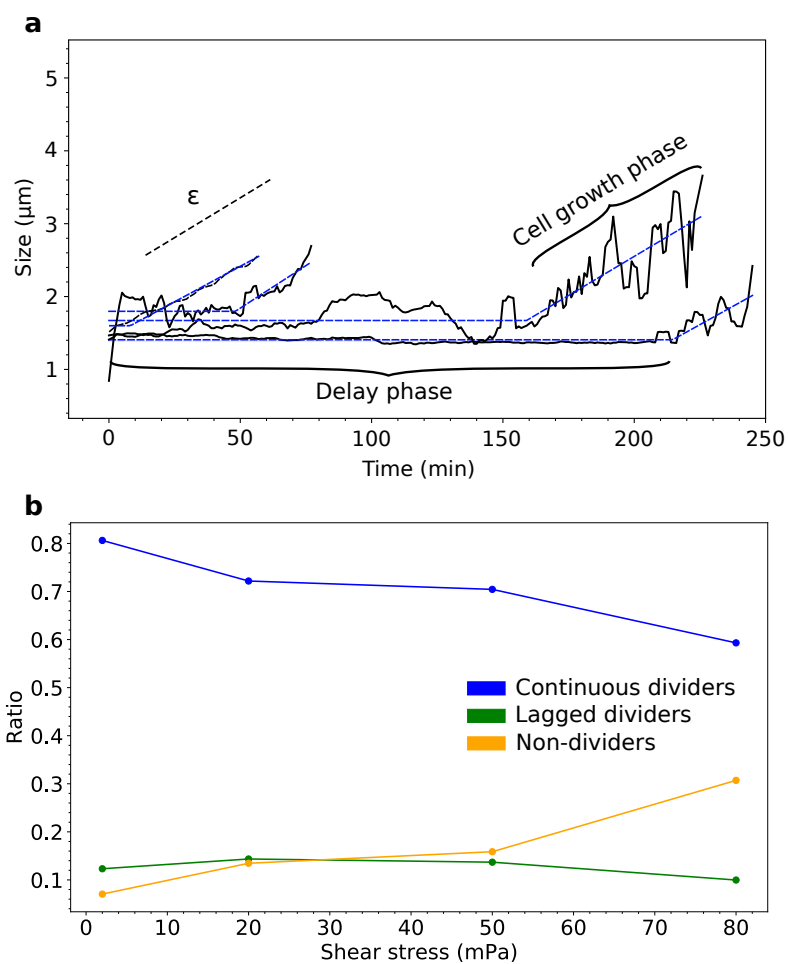 a
5
4
3
2
1
Size (μm)
ε
Cell growth phase
Delay phase
0
50
100
150
200
250
Time (min)
b
0.8
0.7
0.6
0.5
0.4
0.3
0.2
0.1
Ratio
Continuous dividers
Lagged dividers
Non-dividers
0
10
20
30
40
50
60
70
80
Shear stress (mPa)